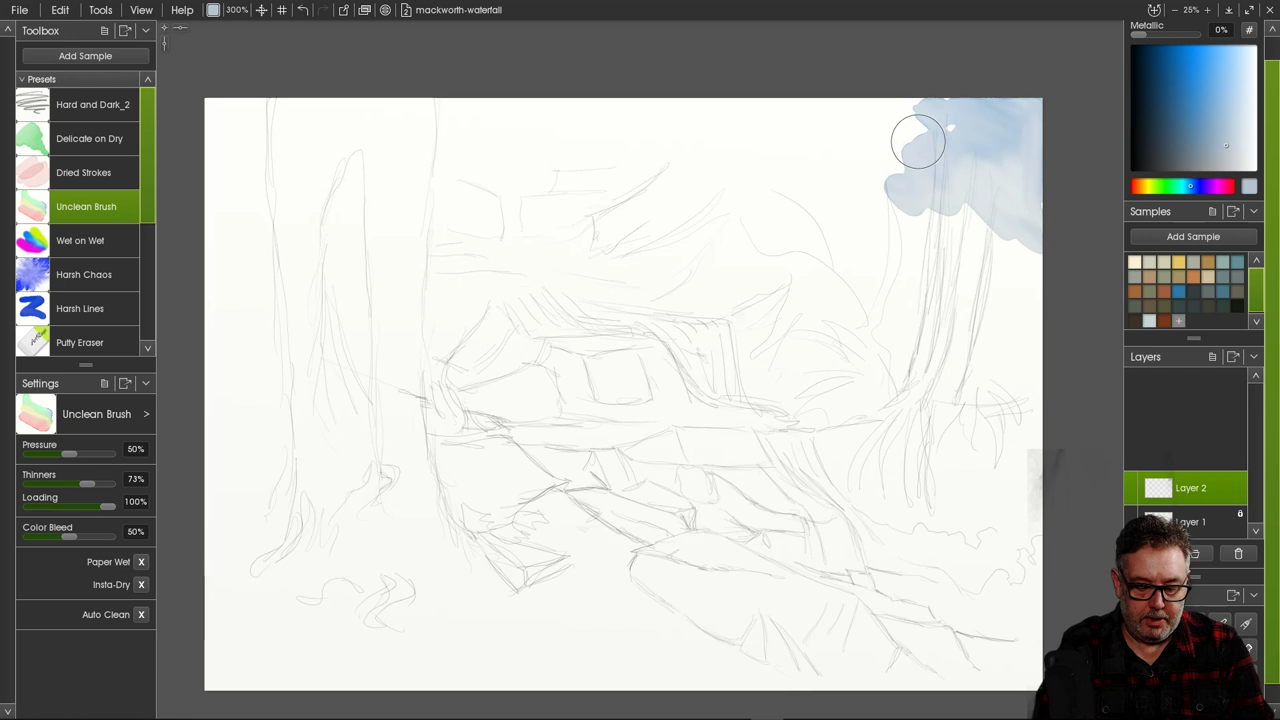 File Edit Tools View Help 300% 2 mackworth-waterfall 25%
Toolbox
Add Sample
Presets
Hard and Dark_2
Delicate on Dry
Dried Strokes
Unclean Brush
Wet on Wet
Harsh Chaos
Harsh Lines
Putty Eraser
Settings
Unclean Brush >
Pressure 50%
Thinners 73%
Loading 100%
Color Bleed 50%
Paper Wet X
Insta-Dry X
Auto Clean X
Metallic 0% #
Samples
Add Sample
Layers
Layer 2
Layer 1